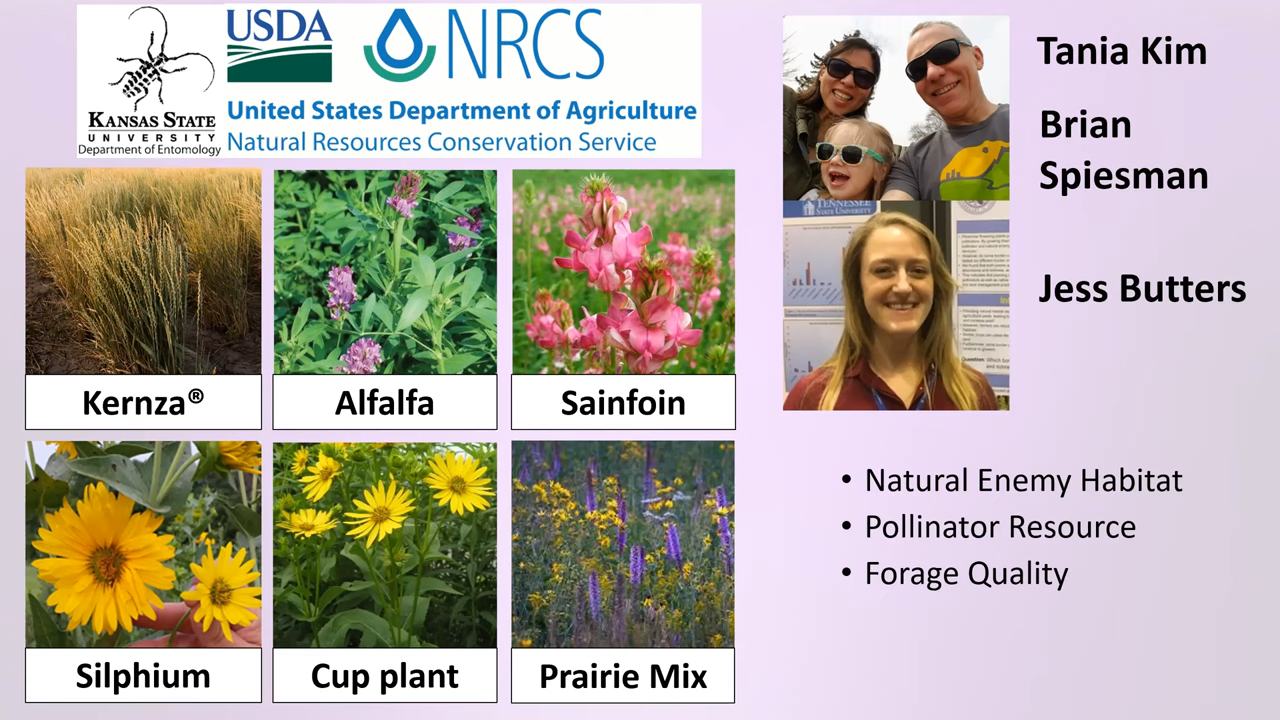 KANSAS STATE
UNIVERSITY
Department of Entomology
USDA
NRCS
United States Department of Agriculture
Natural Resources Conservation Service
Tania Kim
Brian
Spiesman
TENNESSEE
STATE UNIVERSITY
Jess Butters
Kernza®
Alfalfa
Sainfoin
Silphium
Cup plant
Prairie Mix
• Natural Enemy Habitat
• Pollinator Resource
• Forage Quality